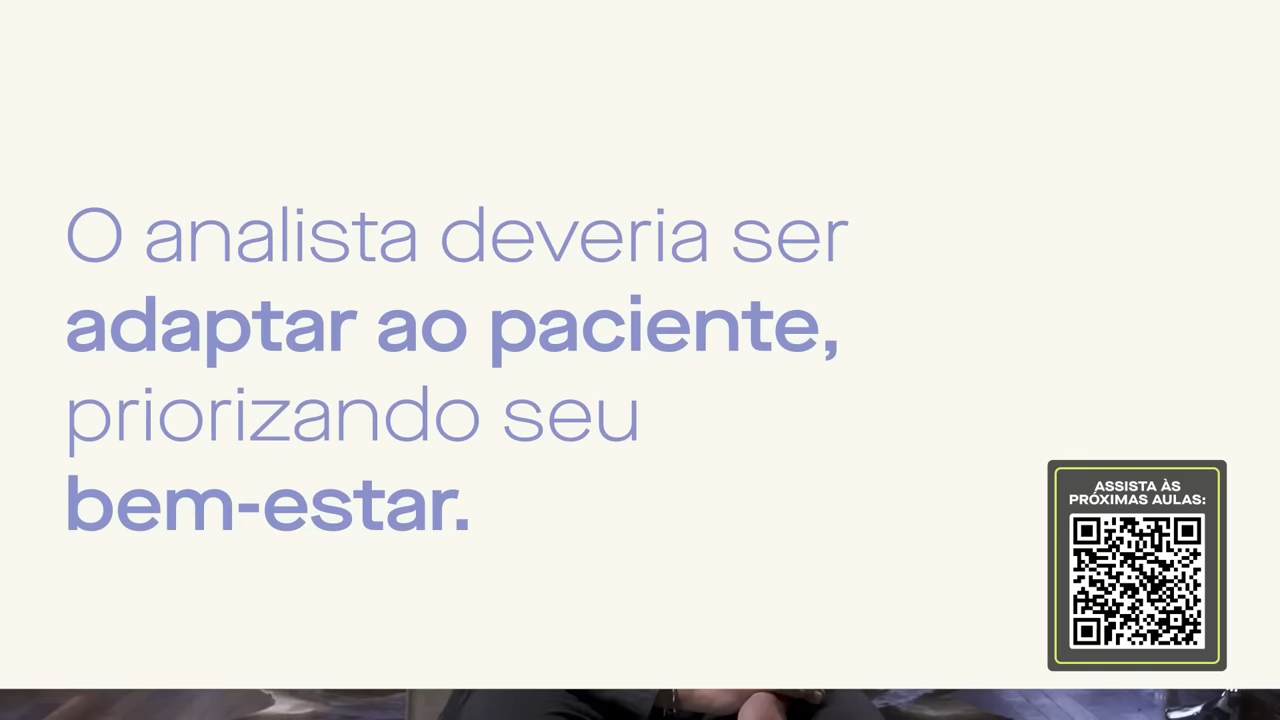 O analista deveria ser
adaptar ao paciente,
priorizando seu
bem-estar.
ASSISTA ÀS
PRÓXIMAS AULAS: